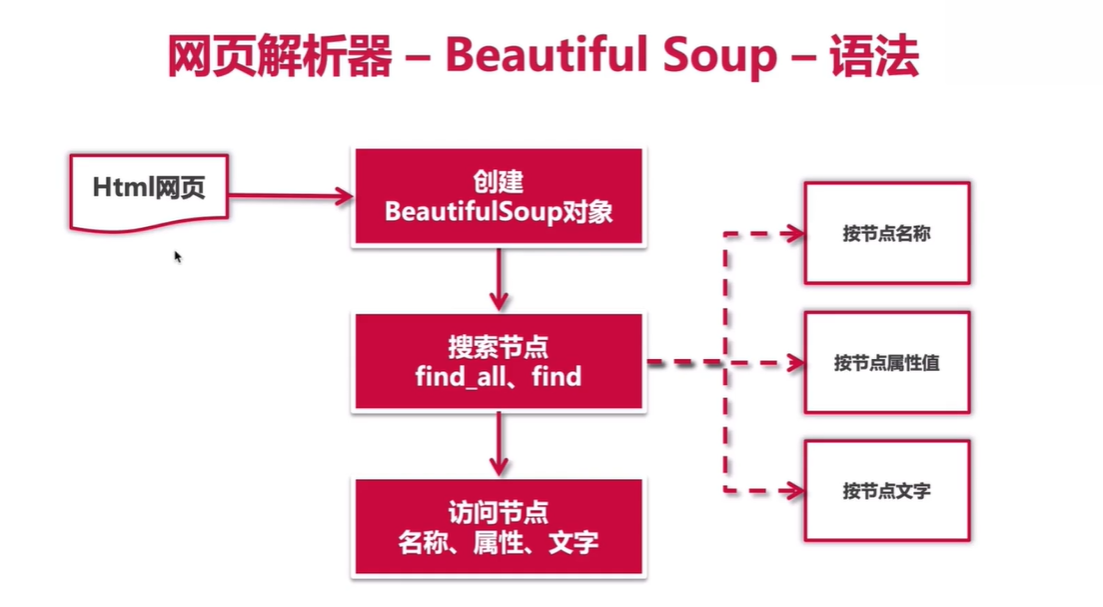 网页解析器 – Beautiful Soup – 语法
Html网页
创建
BeautifulSoup对象
搜索节点
find_all、find
访问节点
名称、属性、文字
按节点名称
按节点属性值
按节点文字